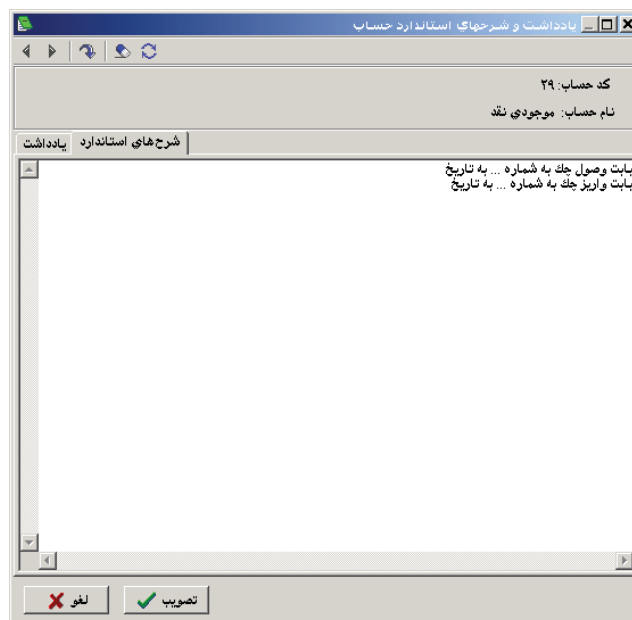 يادداشت و شرحهاي استاندارد حساب
كد حساب: ٢٩
نام حساب: موجودي نقد
شرح‌هاي استاندارد
يادداشت
بابت وصول چك به شماره ... به تاريخ
بابت واريز چك به شماره ... به تاريخ
تصويب
لغو